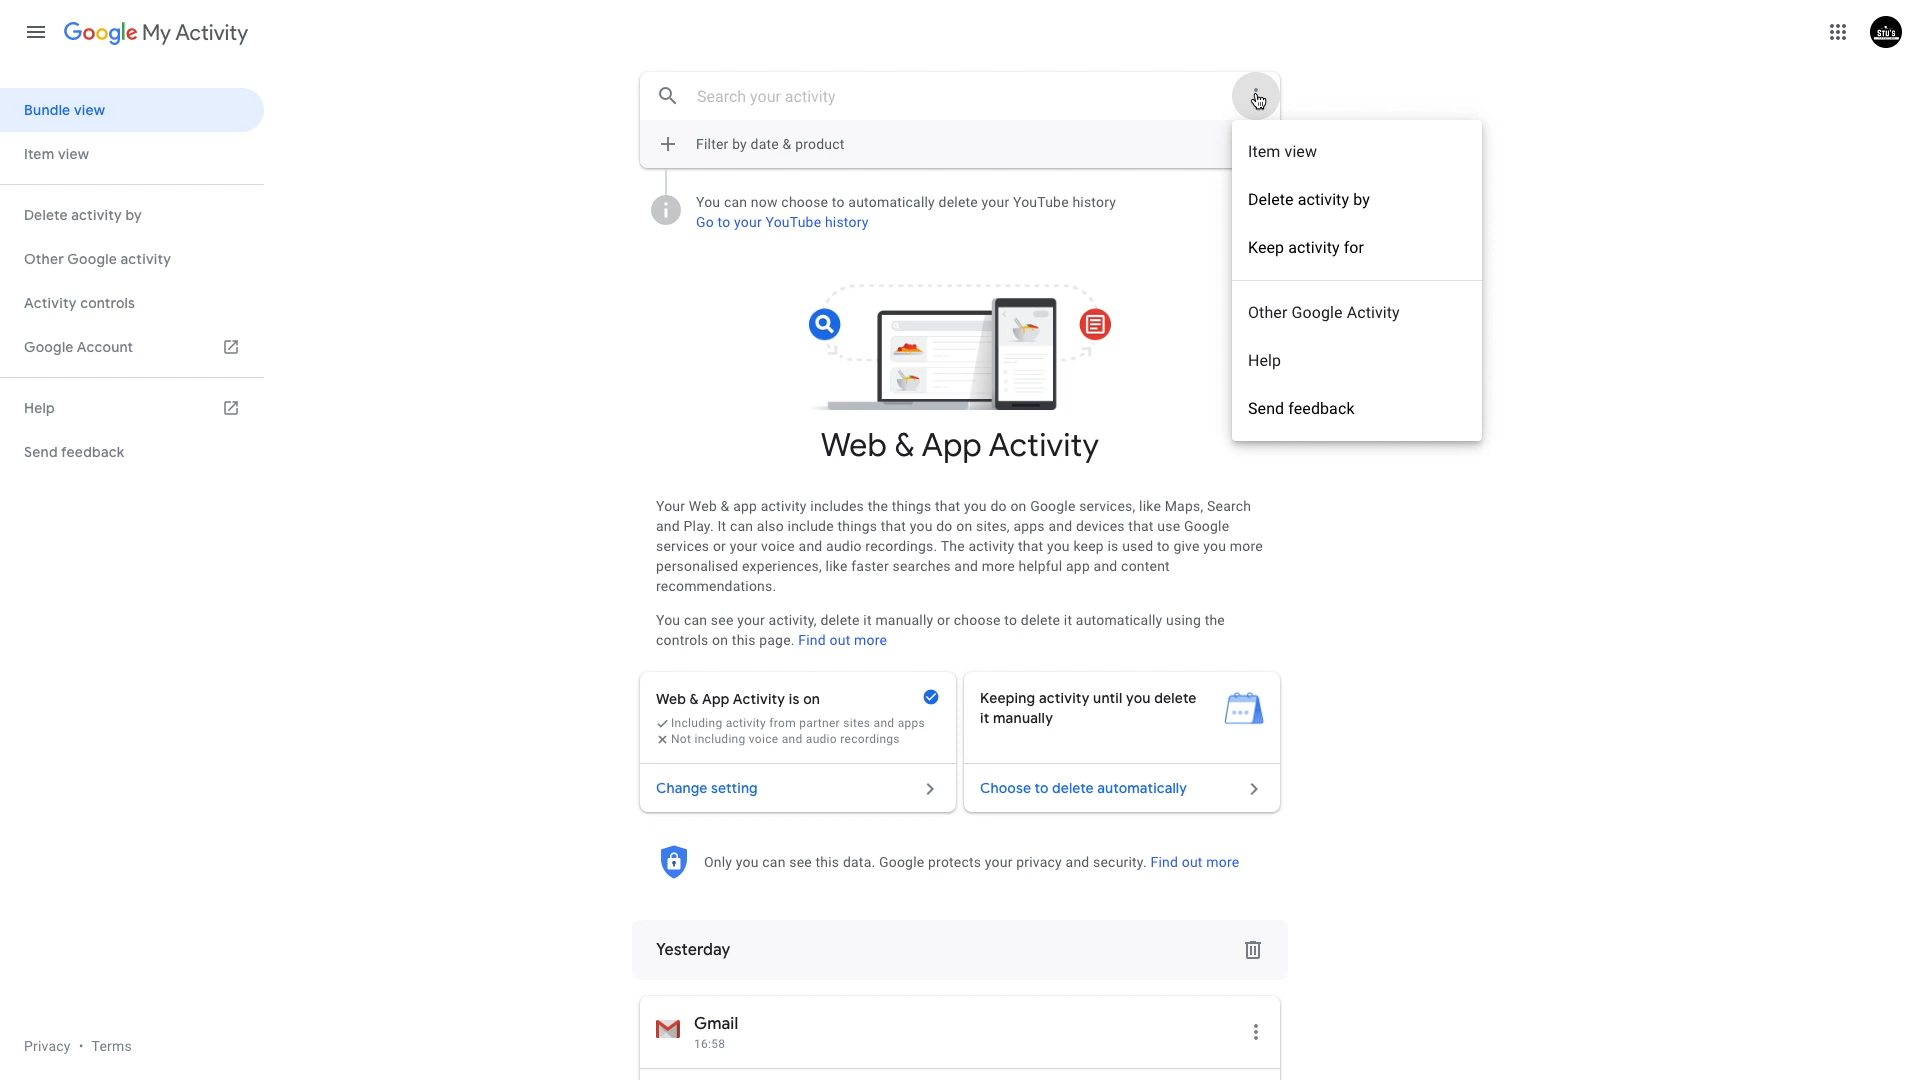 Google My Activity
STU'S
Bundle view
Item view
Delete activity by
Other Google activity
Activity controls
Google Account
Help
Send feedback
Privacy • Terms
Search your activity
Filter by date & product
You can now choose to automatically delete your YouTube history
Go to your YouTube history
Item view
Delete activity by
Keep activity for
Other Google Activity
Help
Send feedback
Web & App Activity
Your Web & app activity includes the things that you do on Google services, like Maps, Search
and Play. It can also include things that you do on sites, apps and devices that use Google
services or your voice and audio recordings. The activity that you keep is used to give you more
personalised experiences, like faster searches and more helpful app and content
recommendations.
You can see your activity, delete it manually or choose to delete it automatically using the
controls on this page. Find out more
Web & App Activity is on
Including activity from partner sites and apps
Not including voice and audio recordings
Change setting
Keeping activity until you delete
it manually
Choose to delete automatically
Only you can see this data. Google protects your privacy and security. Find out more
Yesterday
Gmail
16:58